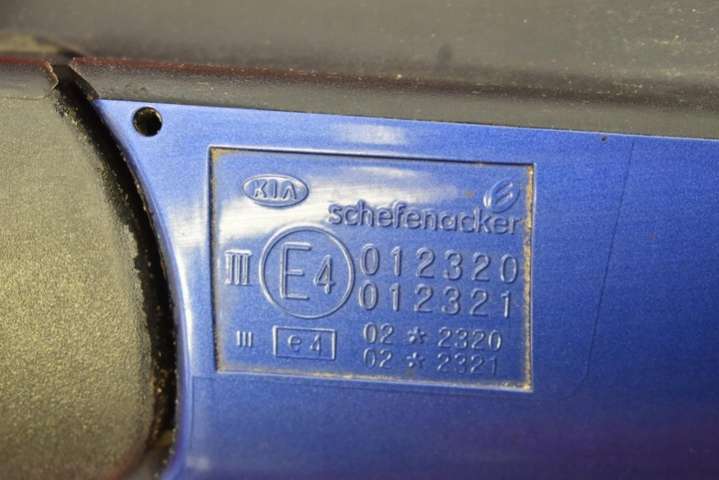 KIA
schefenacker
III E4 012320
012321
III e4 02 * 2320
02 * 2321